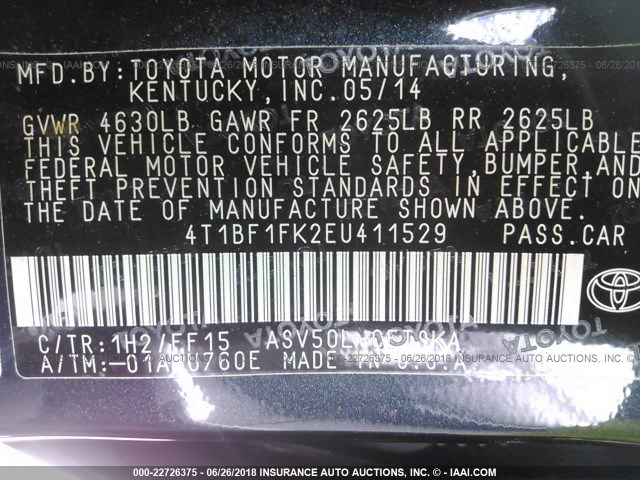 MFD.BY:TOYOTA MOTOR MANUFACTURING,
KENTUCKY,INC.05/14
GVWR 4630LB GAWR FR 2625LB RR 2625LB
THIS VEHICLE CONFORMS TO ALL APPLICABLE
FEDERAL MOTOR VEHICLE SAFETY,BUMPER,AND
THEFT PREVENTION STANDARDS IN EFFECT ON
THE DATE OF MANUFACTURE SHOWN ABOVE.
4T1BF1FK2EU411529 PASS.CAR
C/TR:1H2/FF15
A/TM:- MADE IN U.S.A
TOYOTA
000-22726375 - 06/26/2018 INSURANCE AUTO AUCTIONS, INC. - © - IAAI.COM